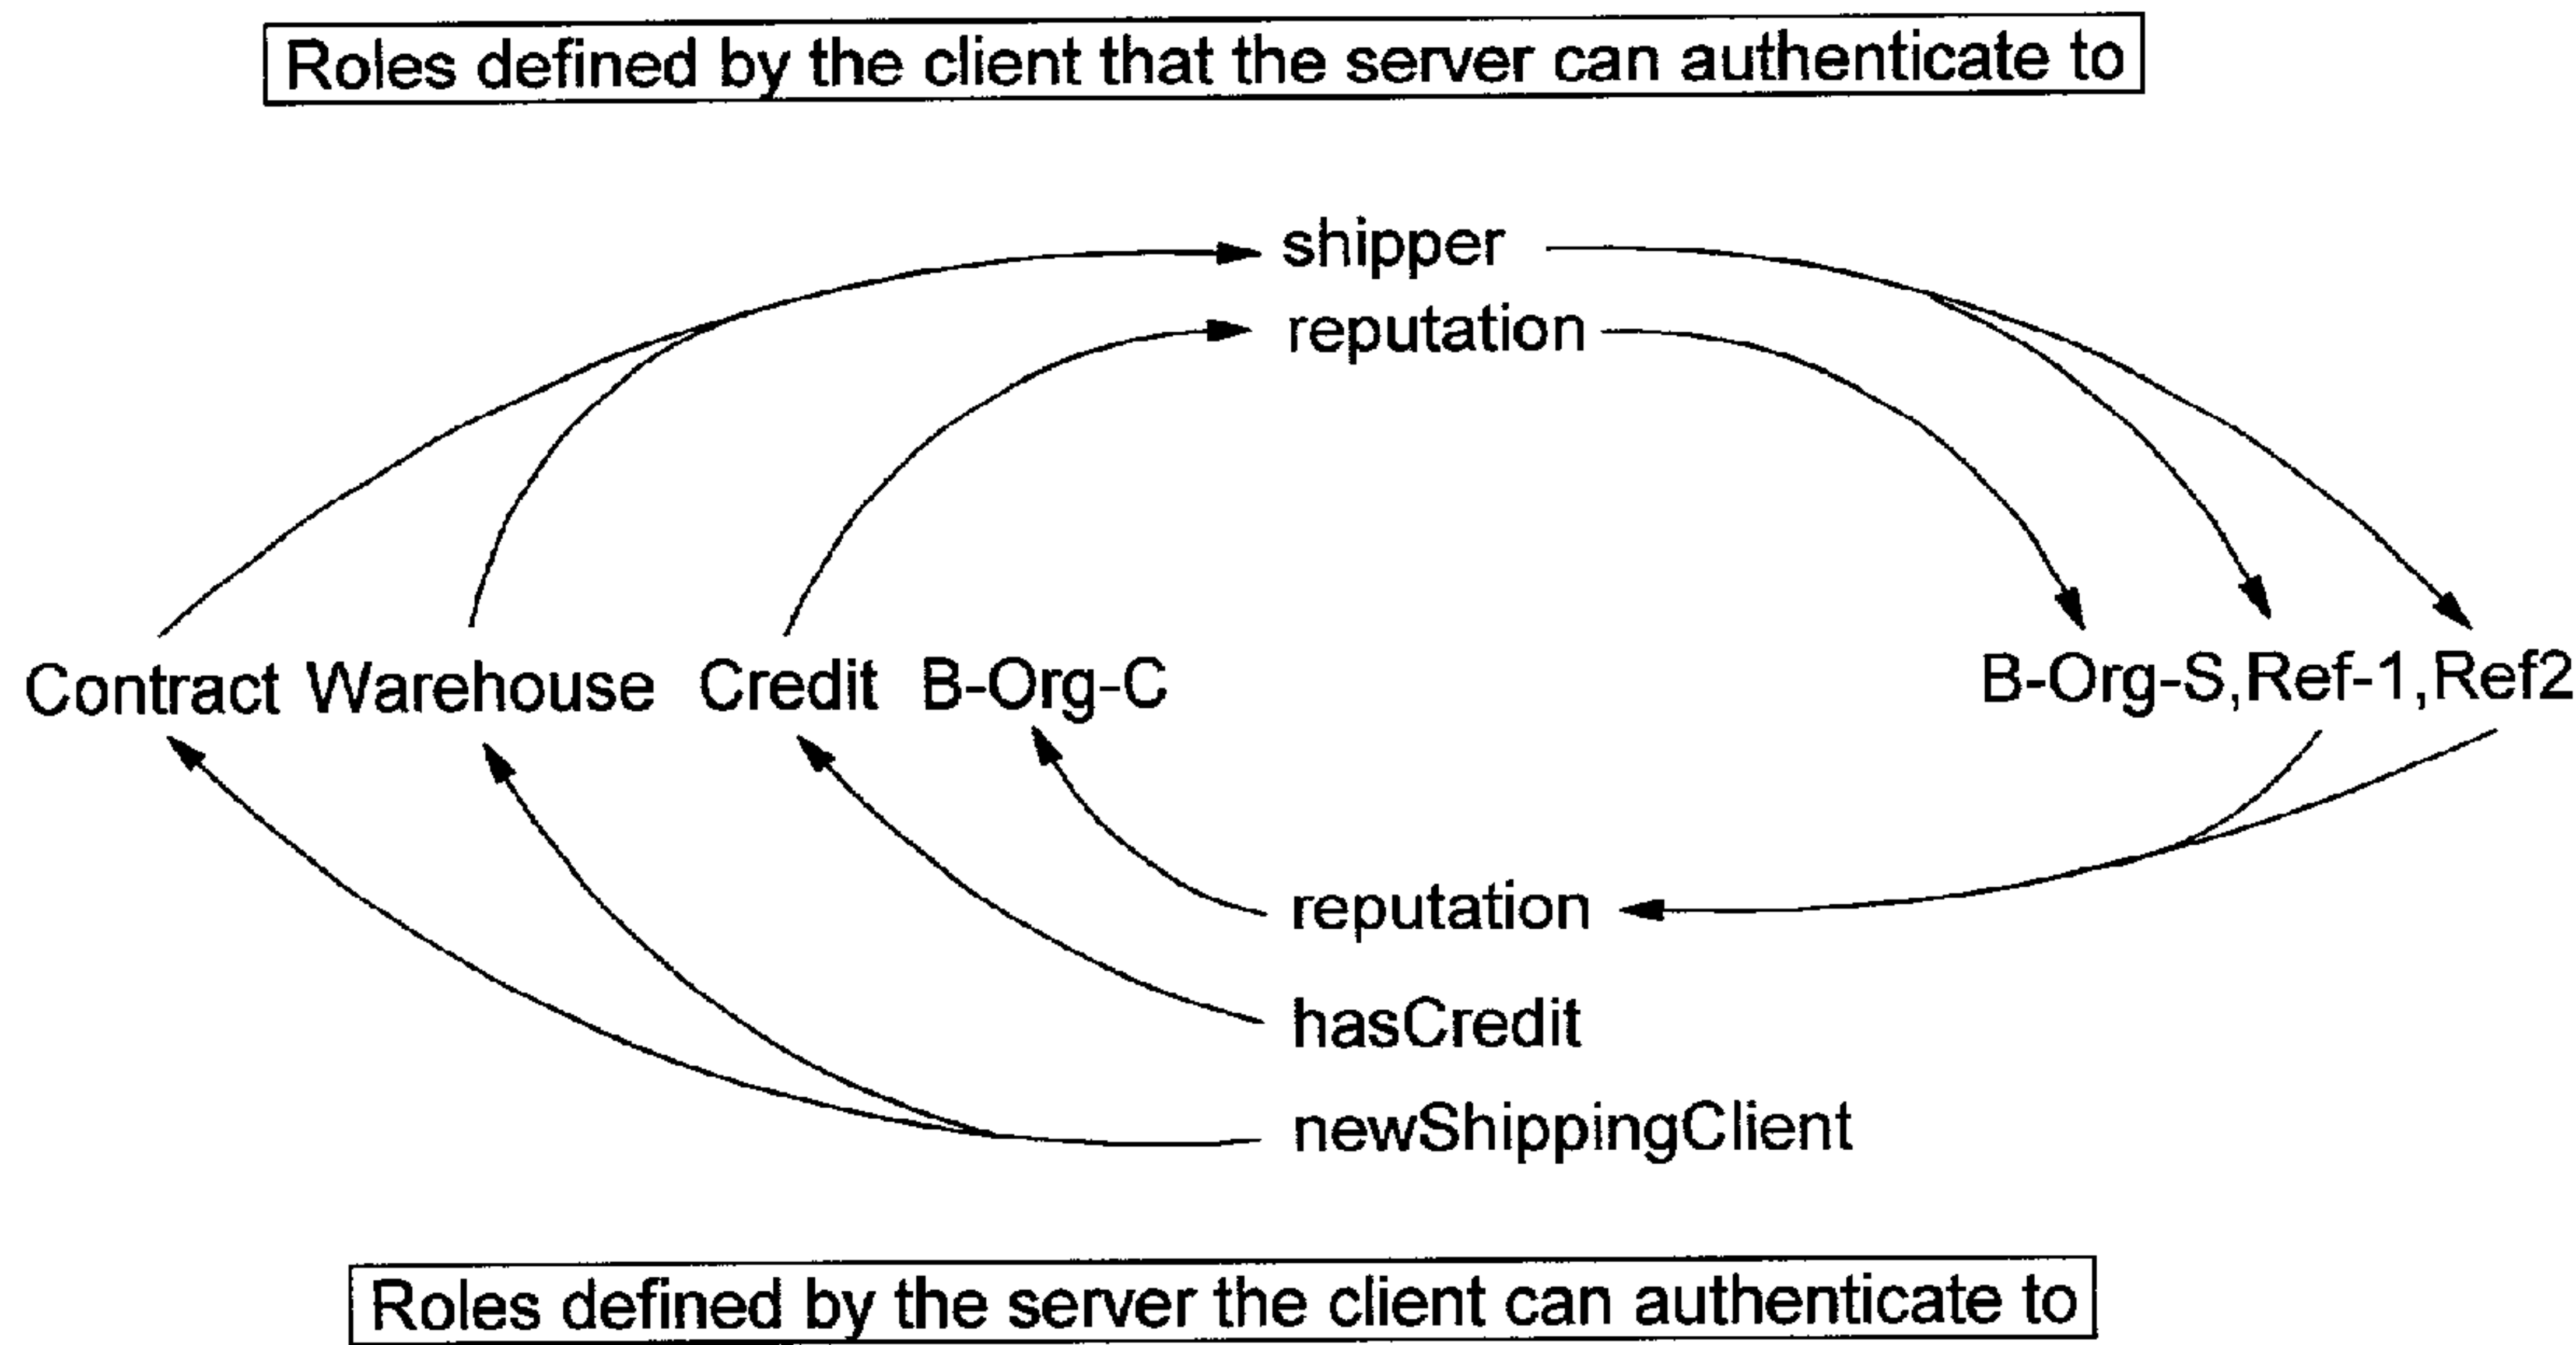 Roles defined by the client that the server can authenticate to
shipper
reputation
Contract Warehouse Credit B-Org-C B-Org-S,Ref-1,Ref2
reputation
hasCredit
newShippingClient
Roles defined by the server the client can authenticate to